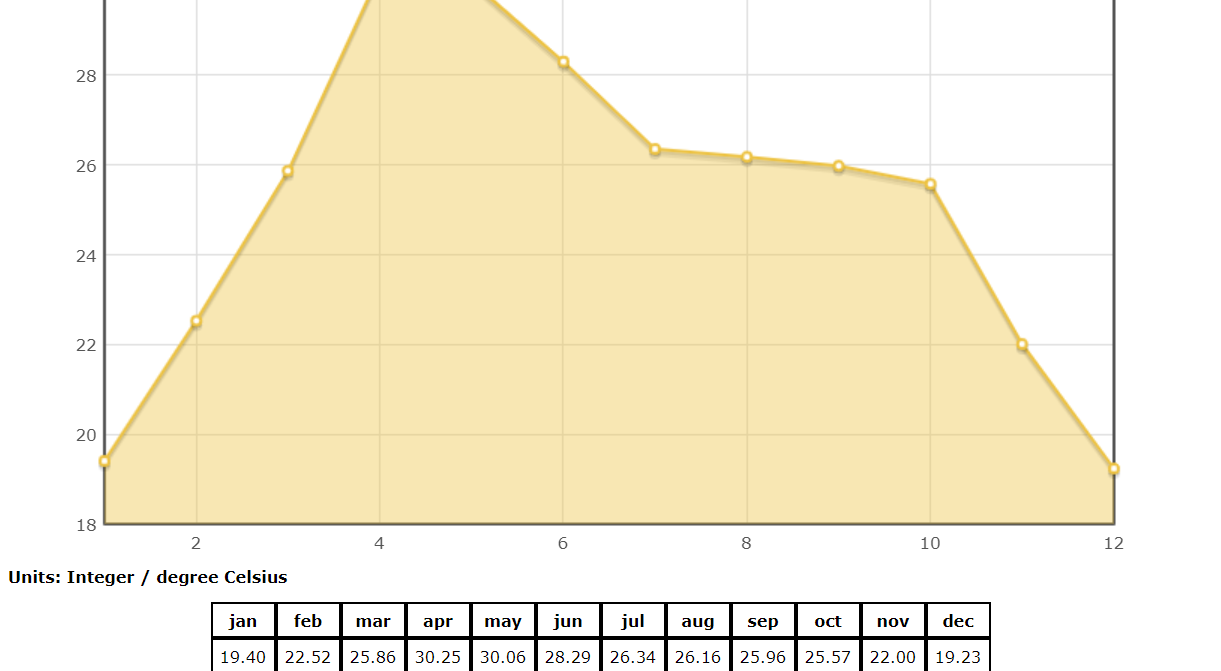 28
26
24
22
20
18
2 4 6 8 10 12
Units: Integer / degree Celsius
jan feb mar apr may jun jul aug sep oct nov dec
19.40 22.52 25.86 30.25 30.06 28.29 26.34 26.16 25.96 25.57 22.00 19.23